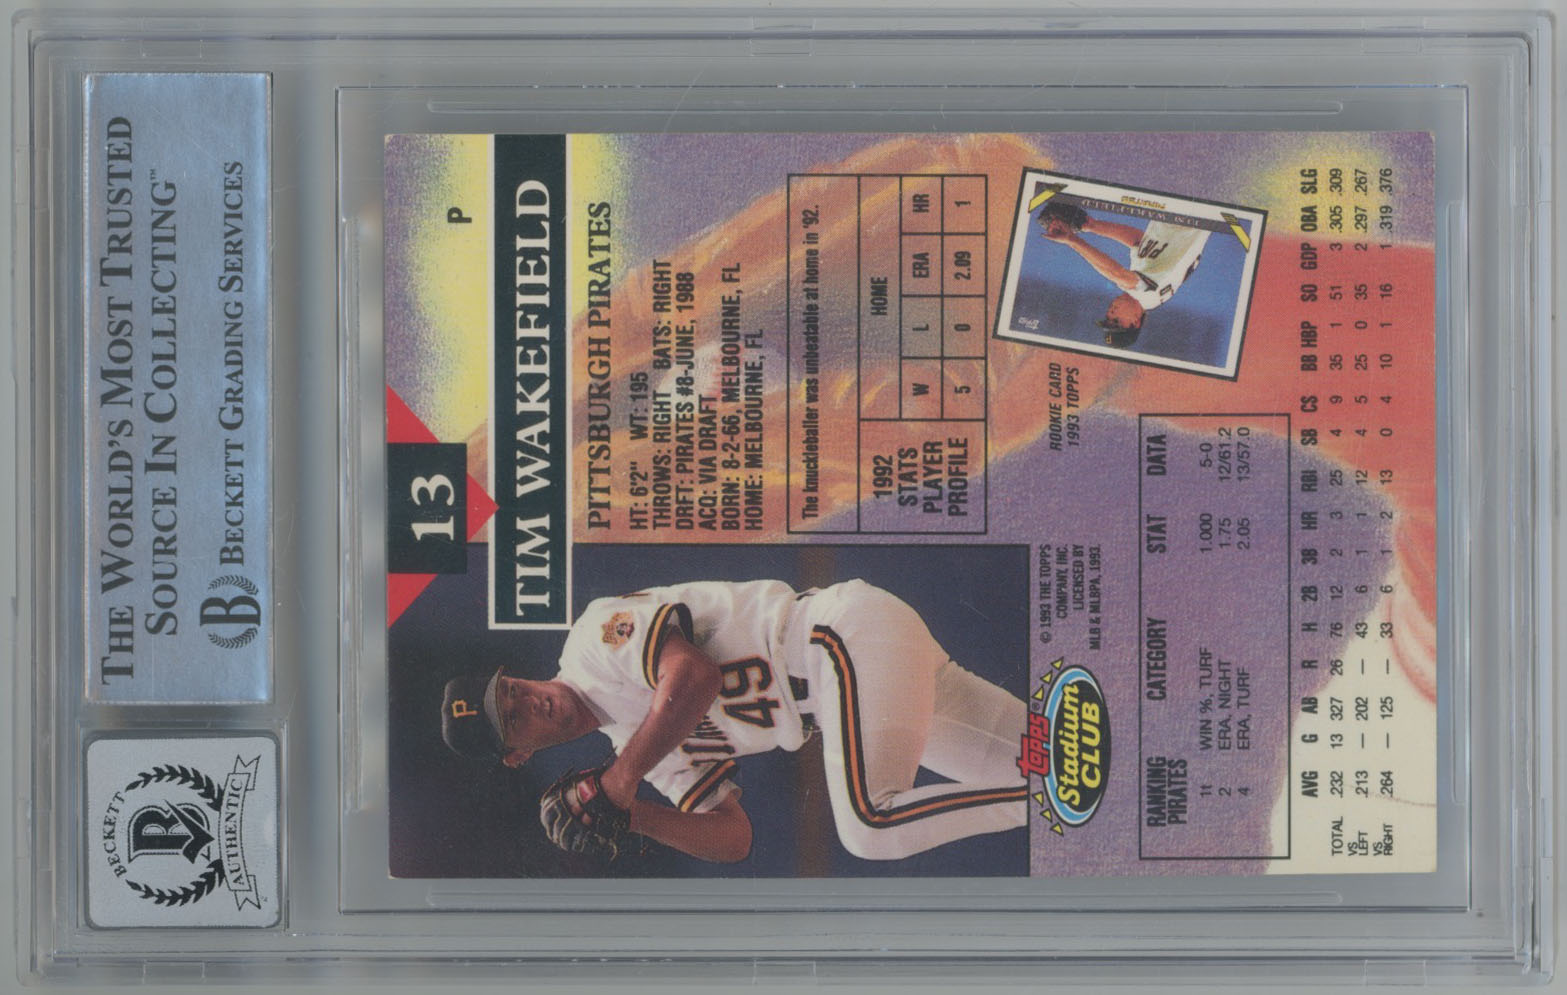 THE WORLD'S MOST TRUSTED
SOURCE IN COLLECTING™
BECKETT GRADING SERVICES
B
BECKETT
B
AUTHENTIC
13
P
TIM WAKEFIELD
PITTSBURGH PIRATES
HT: 6'2" WT: 195
THROWS: RIGHT BATS: RIGHT
DRFT: PIRATES #8-JUNE, 1988
ACQ: VIA DRAFT
BORN: 8-2-66, MELBOURNE, FL
HOME: MELBOURNE, FL
The knuckleballer was unbeatable at home in '92.
1992
STATS
PLAYER
PROFILE
HOME
W L ERA HR
5 0 2.09 1
ROOKIE CARD
1993 TOPPS
TIM WAKEFIELD
PIRATES
P
49
© 1993 THE TOPPS
COMPANY, INC.
LICENSED BY
MLB & MLBPA, 1993.
TOPPS®
Stadium
CLUB
RANKING
PIRATES CATEGORY STAT DATA
1t WIN %, TURF 1.000 5-0
2 ERA, NIGHT 1.75 12/61.2
4 ERA, TURF 2.05 13/57.0
AVG G AB R H 2B 3B HR RBI SB CS BB HBP SO GDP OBA SLG
TOTAL .232 13 327 26 76 12 2 3 25 4 9 35 1 51 3 .305 .309
VS
LEFT .213 — 202 — 43 6 1 1 12 4 5 25 0 35 2 .297 .267
VS
RIGHT .264 — 125 — 33 6 1 2 13 0 4 10 1 16 1 .319 .376